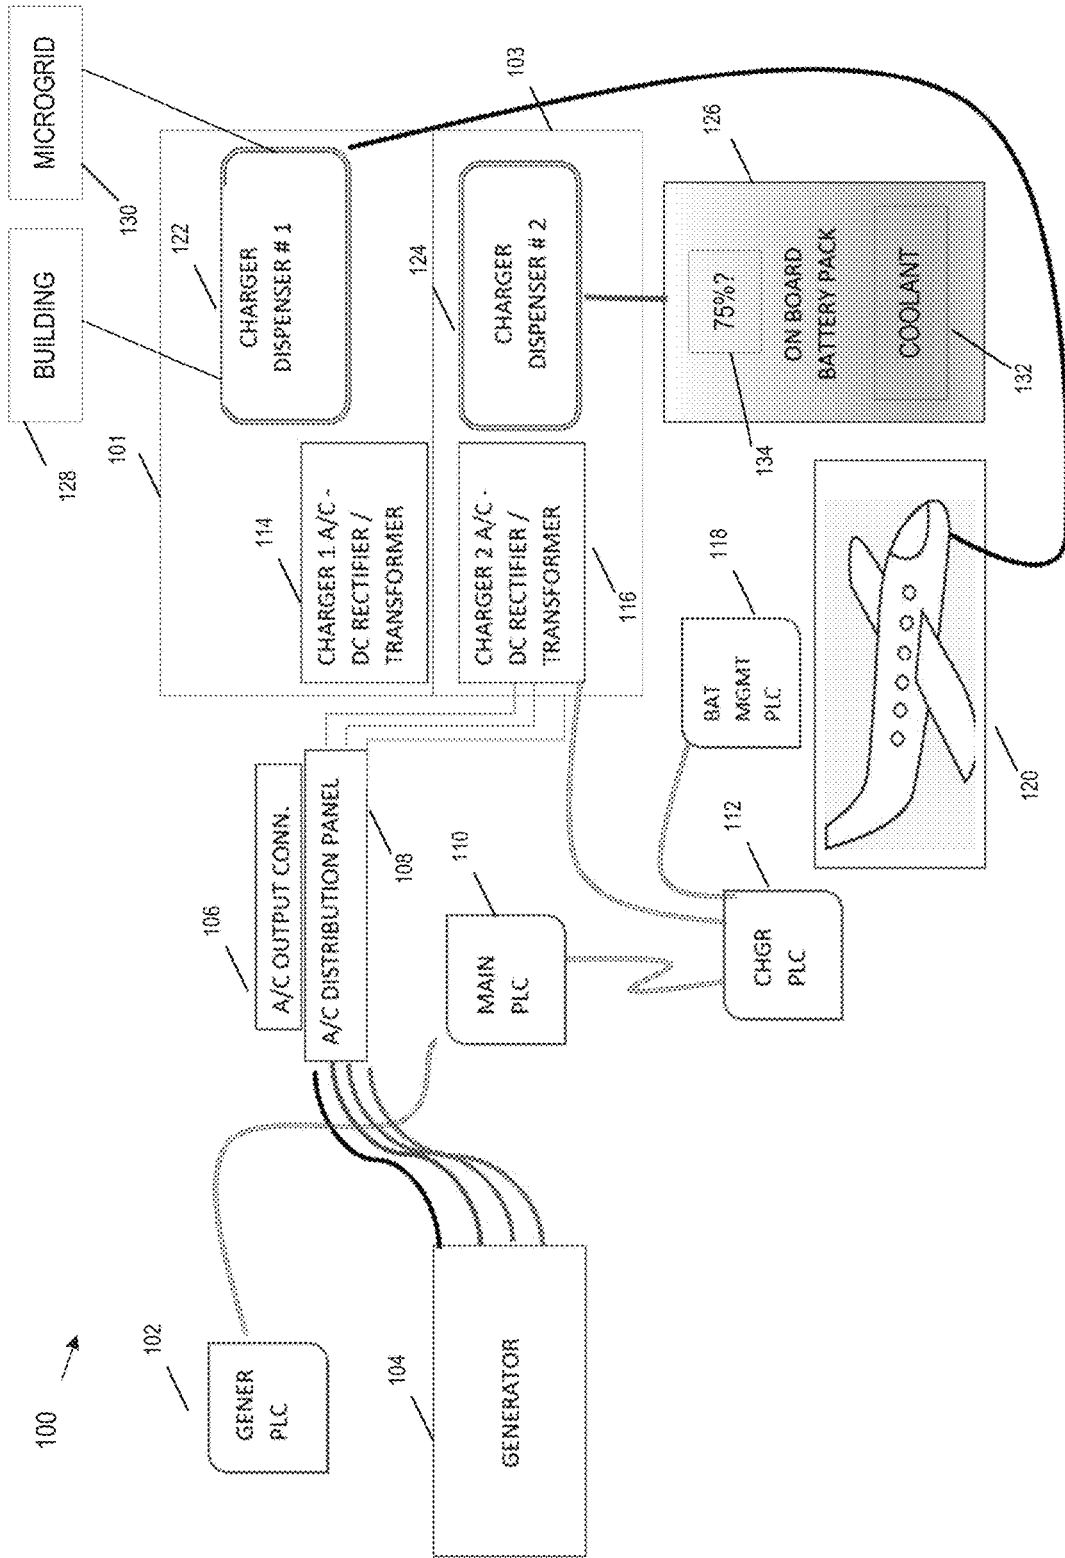 100
102
GENER
PLC
104
GENERATOR
106
A/C OUTPUT CONN.
A/C DISTRIBUTION PANEL
108
110
MAIN
PLC
112
CHGR
PLC
101
114
CHARGER 1 A/C -
DC RECTIFIER /
TRANSFORMER
CHARGER 2 A/C -
DC RECTIFIER /
TRANSFORMER
116
118
BAT
MGMT
PLC
120
128
BUILDING
130
MICROGRID
122
CHARGER
DISPENSER # 1
103
124
CHARGER
DISPENSER # 2
126
75%?
134
ON BOARD
BATTERY PACK
COOLANT
132